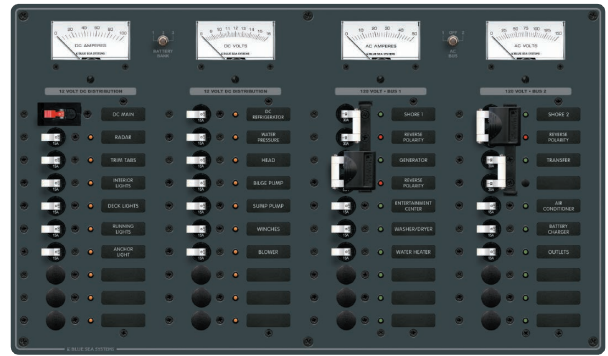 DC AMPERES
DC VOLTS
AC AMPERES
AC VOLTS
BATTERY
BANK
AC
BUS
12 VOLT DC DISTRIBUTION
12 VOLT DC DISTRIBUTION
120 VOLT - BUS 1
120 VOLT - BUS 2
DC MAIN
DC
REFRIGERATOR
SHORE 1
SHORE 2
RADAR
WATER
PRESSURE
REVERSE
POLARITY
REVERSE
POLARITY
TRIM TABS
HEAD
GENERATOR
TRANSFER
INTERIOR
LIGHTS
BILGE PUMP
REVERSE
POLARITY
DECK LIGHTS
SUMP PUMP
ENTERTAINMENT
CENTER
AIR
CONDITIONER
RUNNING
LIGHTS
WINCHES
WASHER/DRYER
BATTERY
CHARGER
ANCHOR
LIGHT
BLOWER
WATER HEATER
OUTLETS
BLUE SEA SYSTEMS